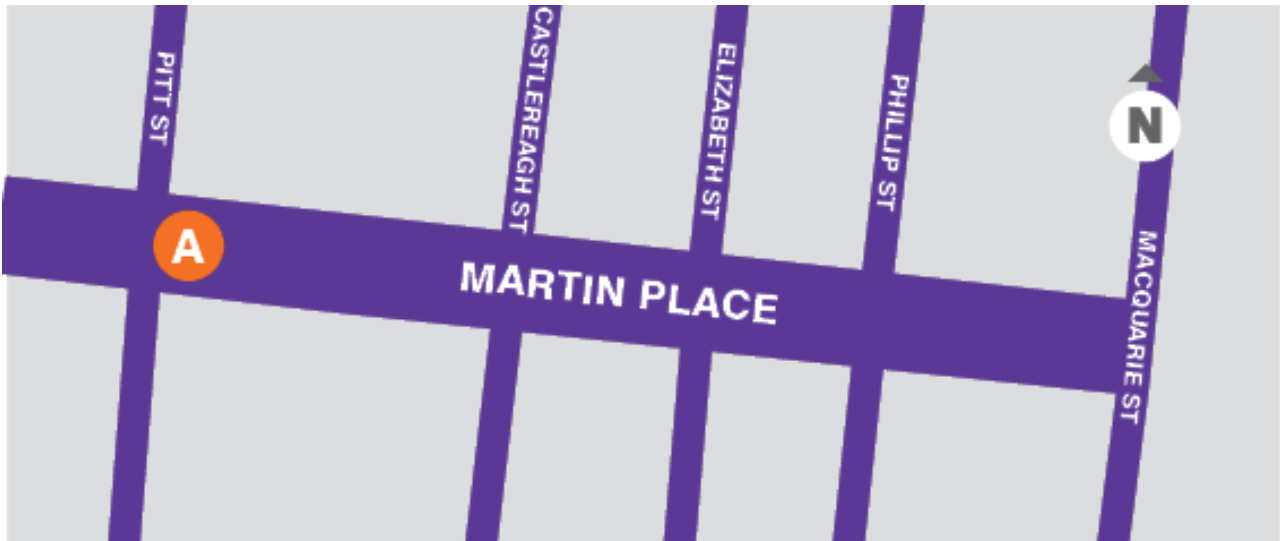 PITT ST
CASTLEREAGH ST
ELIZABETH ST
PHILLIP ST
N
MACQUARIE ST
A
MARTIN PLACE